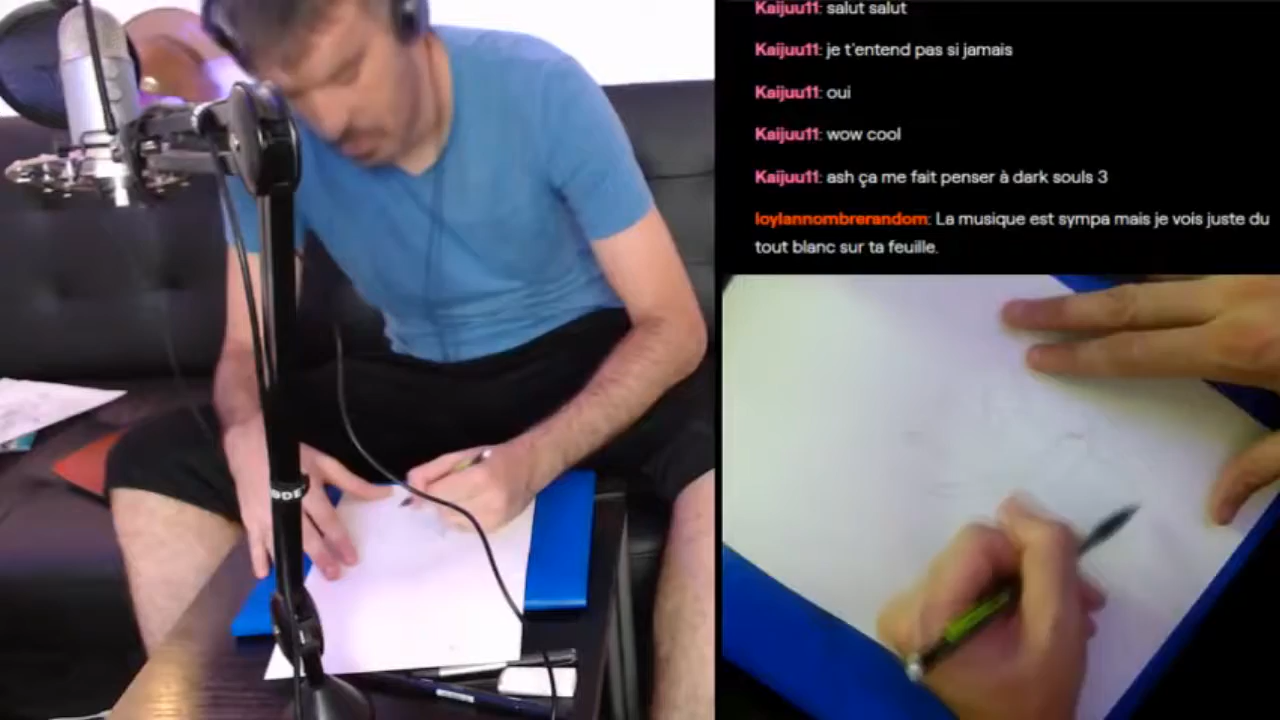 Kaijuu11: salut salut
Kaijuu11: je t'entend pas si jamais
Kaijuu11: oui
Kaijuu11: wow cool
Kaijuu11: ash ça me fait penser à dark souls 3
loylannombrerandom: La musique est sympa mais je vois juste du
tout blanc sur ta feuille.